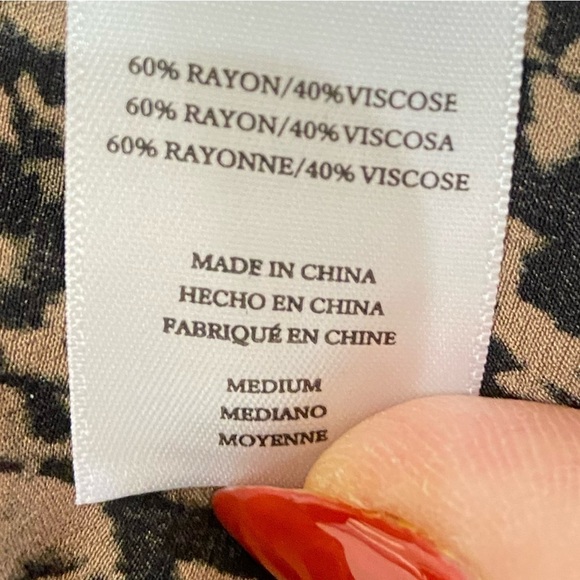 60% RAYON/40%VISCOSE
60% RAYON/40%VISCOSA
60% RAYONNE/40% VISCOSE
MADE IN CHINA
HECHO EN CHINA
FABRIQUÉ EN CHINE
MEDIUM
MEDIANO
MOYENNE